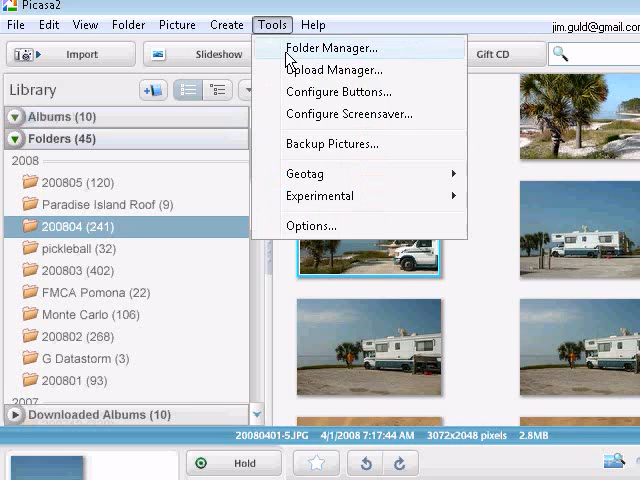 Picasa2
File Edit View Folder Picture Create Tools Help
jim.guld@gmail.com
Import
Slideshow
Gift CD
Folder Manager...
Upload Manager...
Configure Buttons...
Configure Screensaver...
Backup Pictures...
Geotag
Experimental
Options...
Library
Albums (10)
Folders (45)
2008
200805 (120)
Paradise Island Roof (9)
200804 (241)
pickleball (32)
200803 (402)
FMCA Pomona (22)
Monte Carlo (106)
200802 (268)
G Datastorm (3)
200801 (93)
2007
Downloaded Albums (10)
20080401-5.JPG 4/1/2008 7:17:44 AM 3072x2048 pixels 2.8MB
Hold